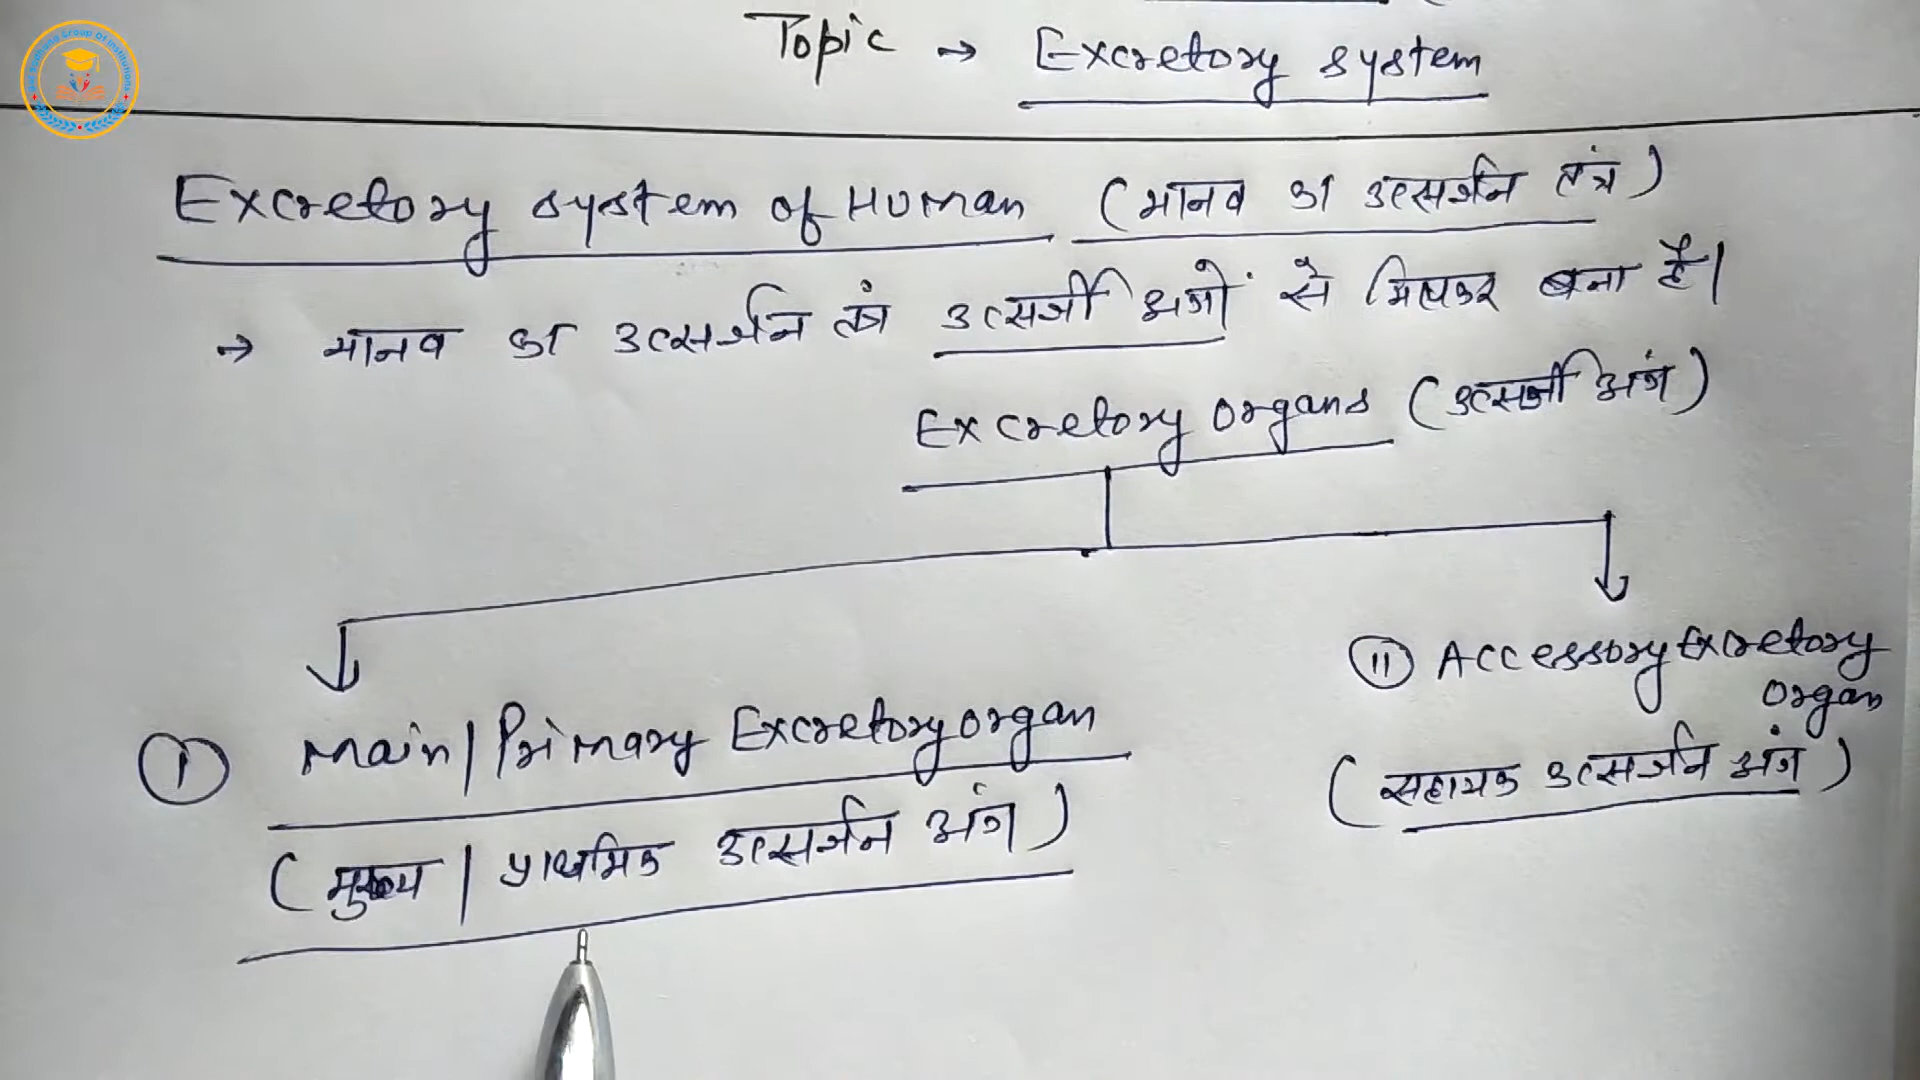 Topic → Excretory system
Excretory system of Human (मानव का उत्सर्जन तंत्र)
→ मानव का उत्सर्जन तंत्र उत्सर्जी अंगों से मिलकर बना है।
Excretory organs (उत्सर्जी अंग)
I Main/Primary Excretory organ
(मुख्य/प्राथमिक उत्सर्जन अंग)
II Accessory Excretory
organ
(सहायक उत्सर्जन अंग)